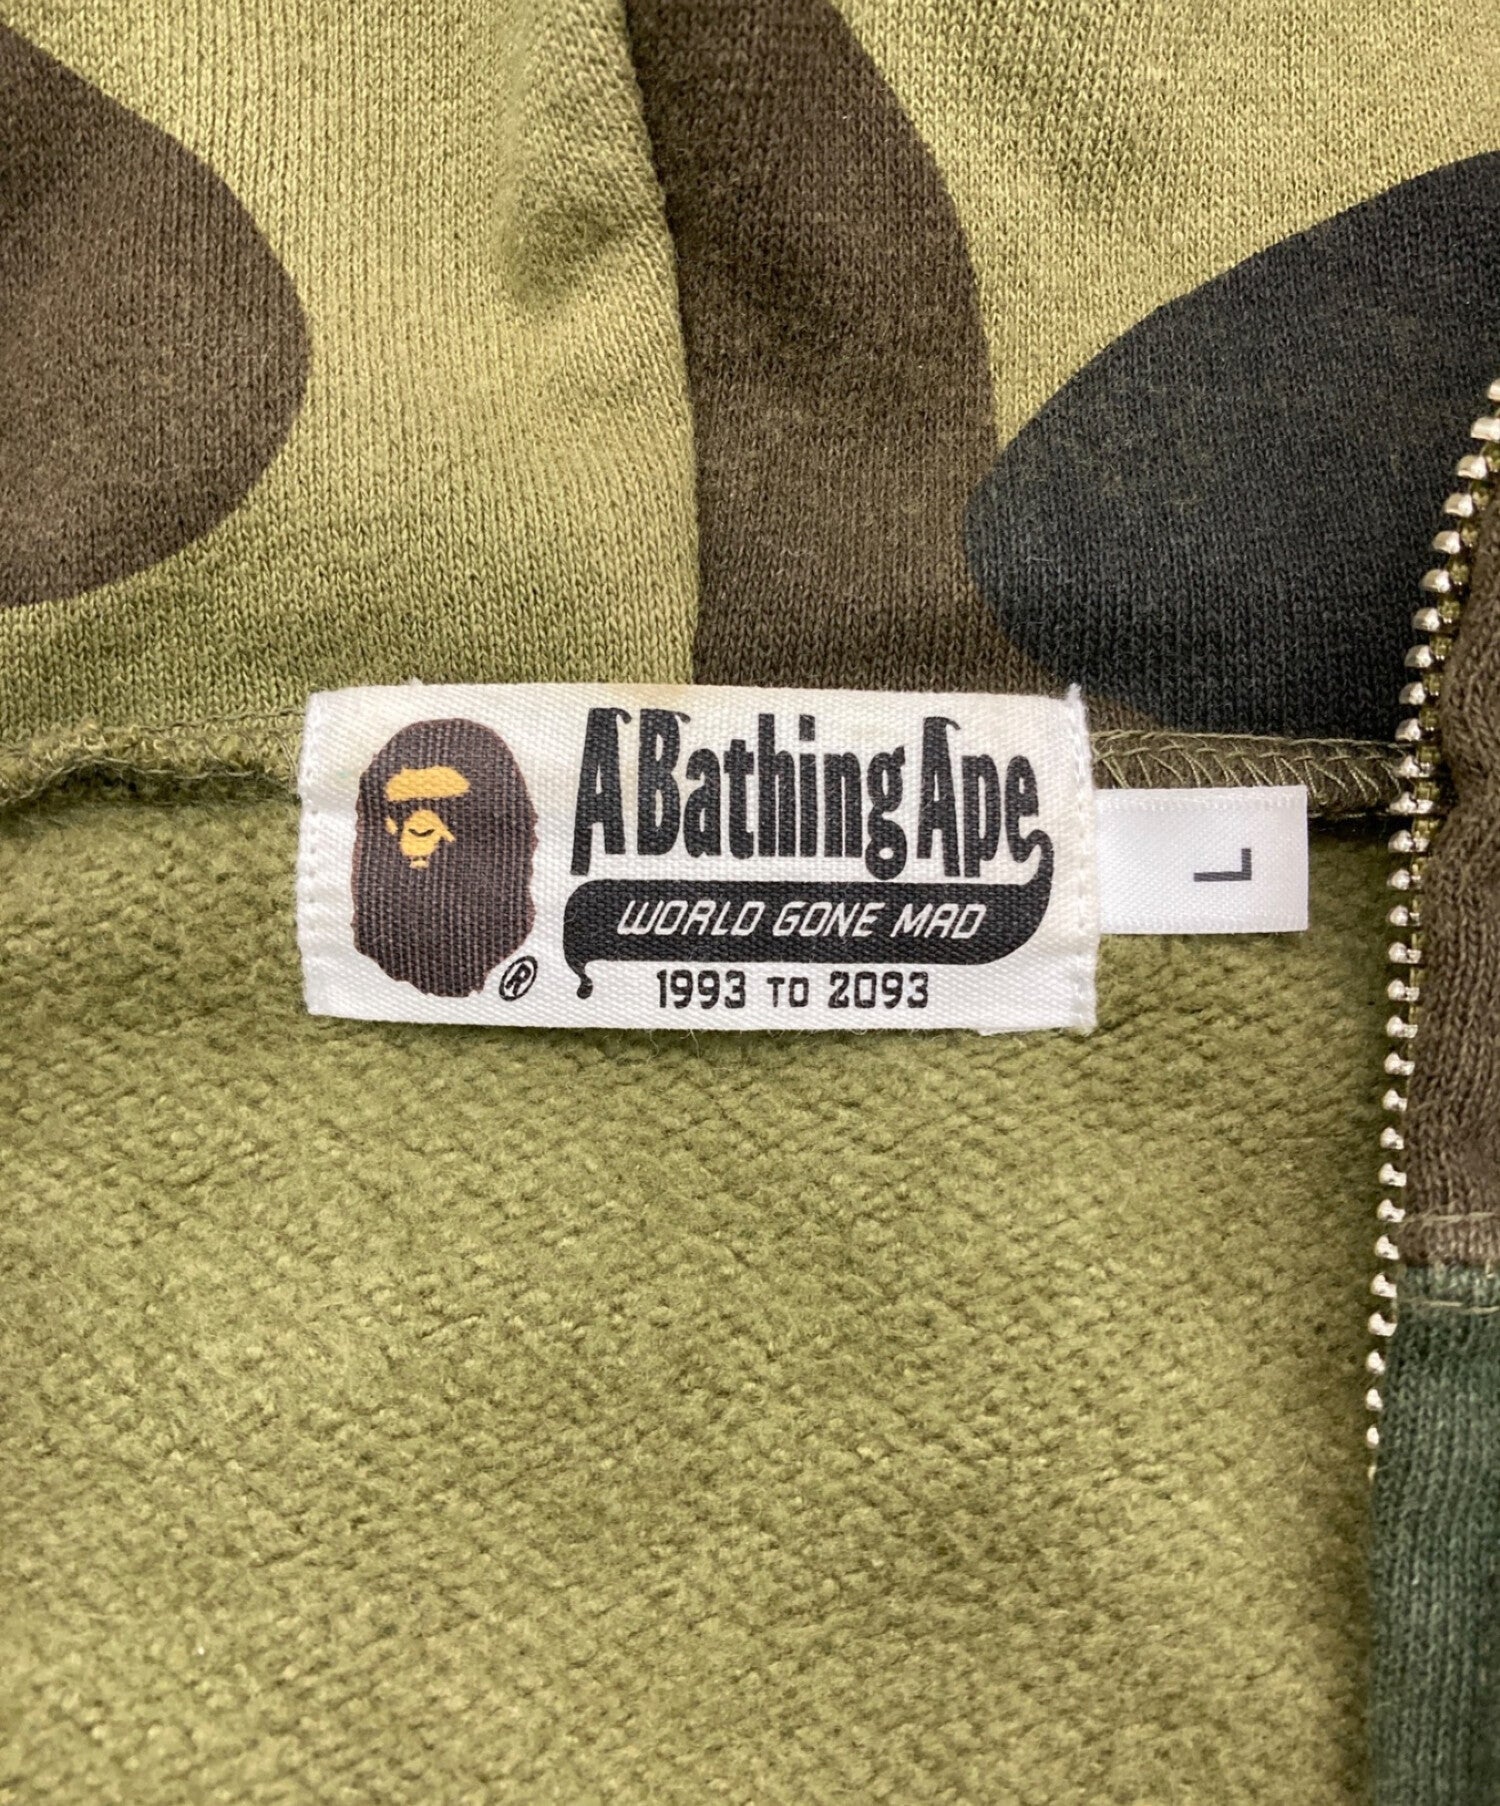 A Bathing Ape
WORLD GONE MAD
1993 TO 2093
®
L